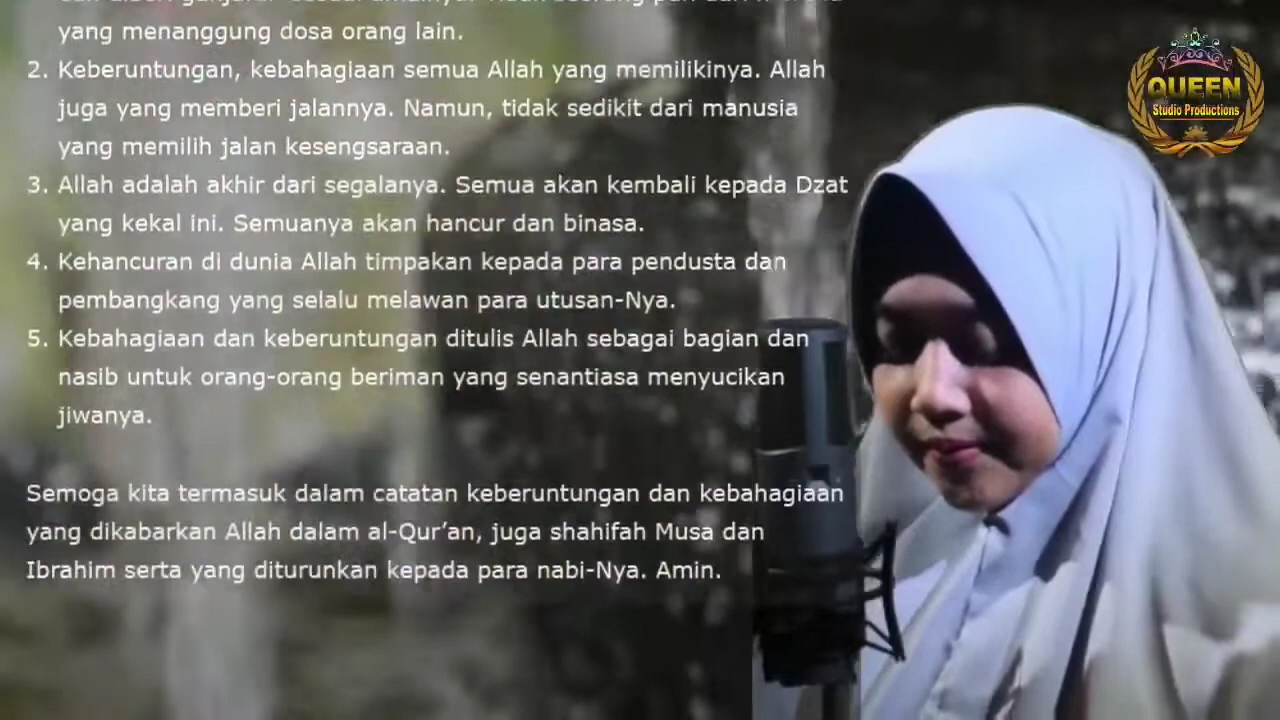 yang menanggung dosa orang lain.
2. Keberuntungan, kebahagiaan semua Allah yang memilikinya. Allah
juga yang memberi jalannya. Namun, tidak sedikit dari manusia
yang memilih jalan kesengsaraan.
3. Allah adalah akhir dari segalanya. Semua akan kembali kepada Dzat
yang kekal ini. Semuanya akan hancur dan binasa.
4. Kehancuran di dunia Allah timpakan kepada para pendusta dan
pembangkang yang selalu melawan para utusan-Nya.
5. Kebahagiaan dan keberuntungan ditulis Allah sebagai bagian dan
nasib untuk orang-orang beriman yang senantiasa menyucikan
jiwanya.
Semoga kita termasuk dalam catatan keberuntungan dan kebahagiaan
yang dikabarkan Allah dalam al-Qur’an, juga shahifah Musa dan
Ibrahim serta yang diturunkan kepada para nabi-Nya. Amin.
QUEEN
Studio Productions